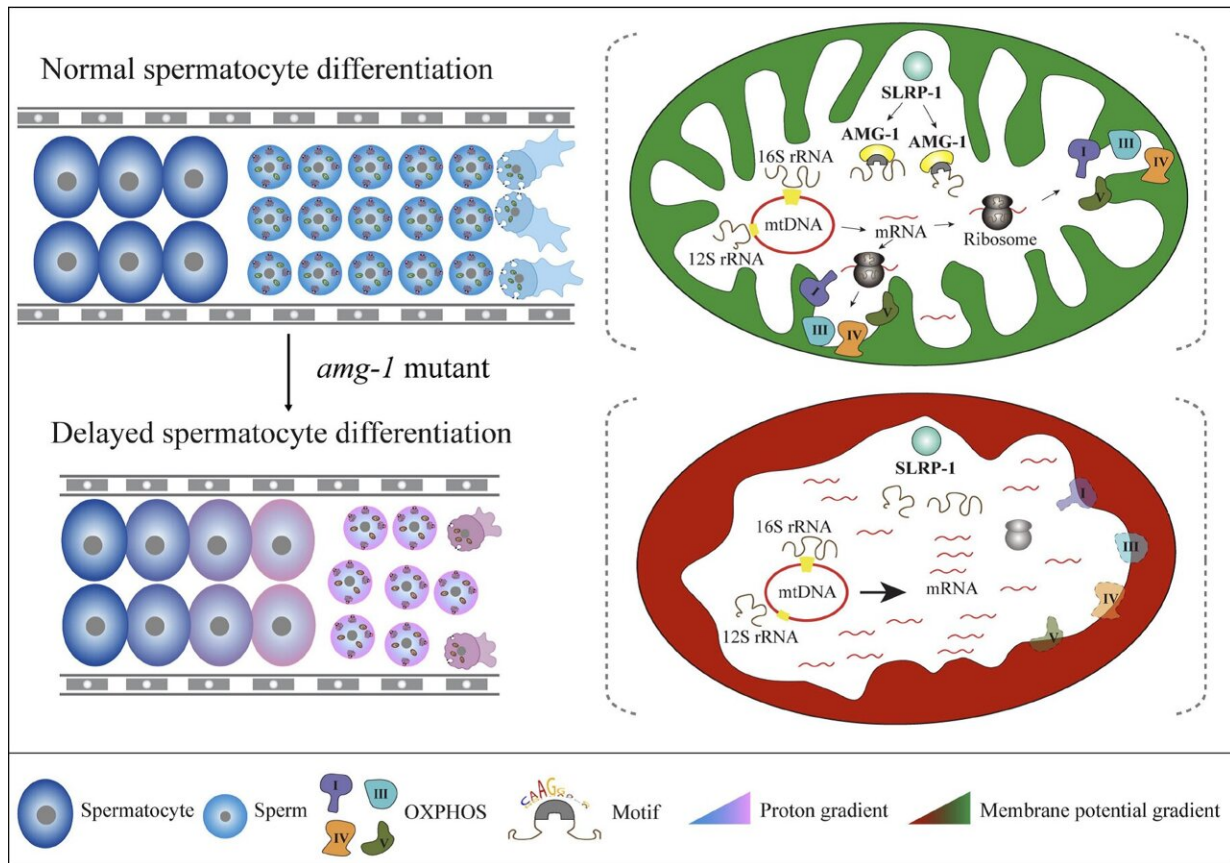 Normal spermatocyte differentiation
amg-1 mutant
Delayed spermatocyte differentiation
SLRP-1
AMG-1
AMG-1
16S rRNA
mtDNA
12S rRNA
mRNA
Ribosome
I
III
IV
V
I
III
IV
V
SLRP-1
16S rRNA
mtDNA
12S rRNA
mRNA
I
III
IV
V
Spermatocyte
Sperm
I
III
IV
V
OXPHOS
CAAGG
Motif
Proton gradient
Membrane potential gradient